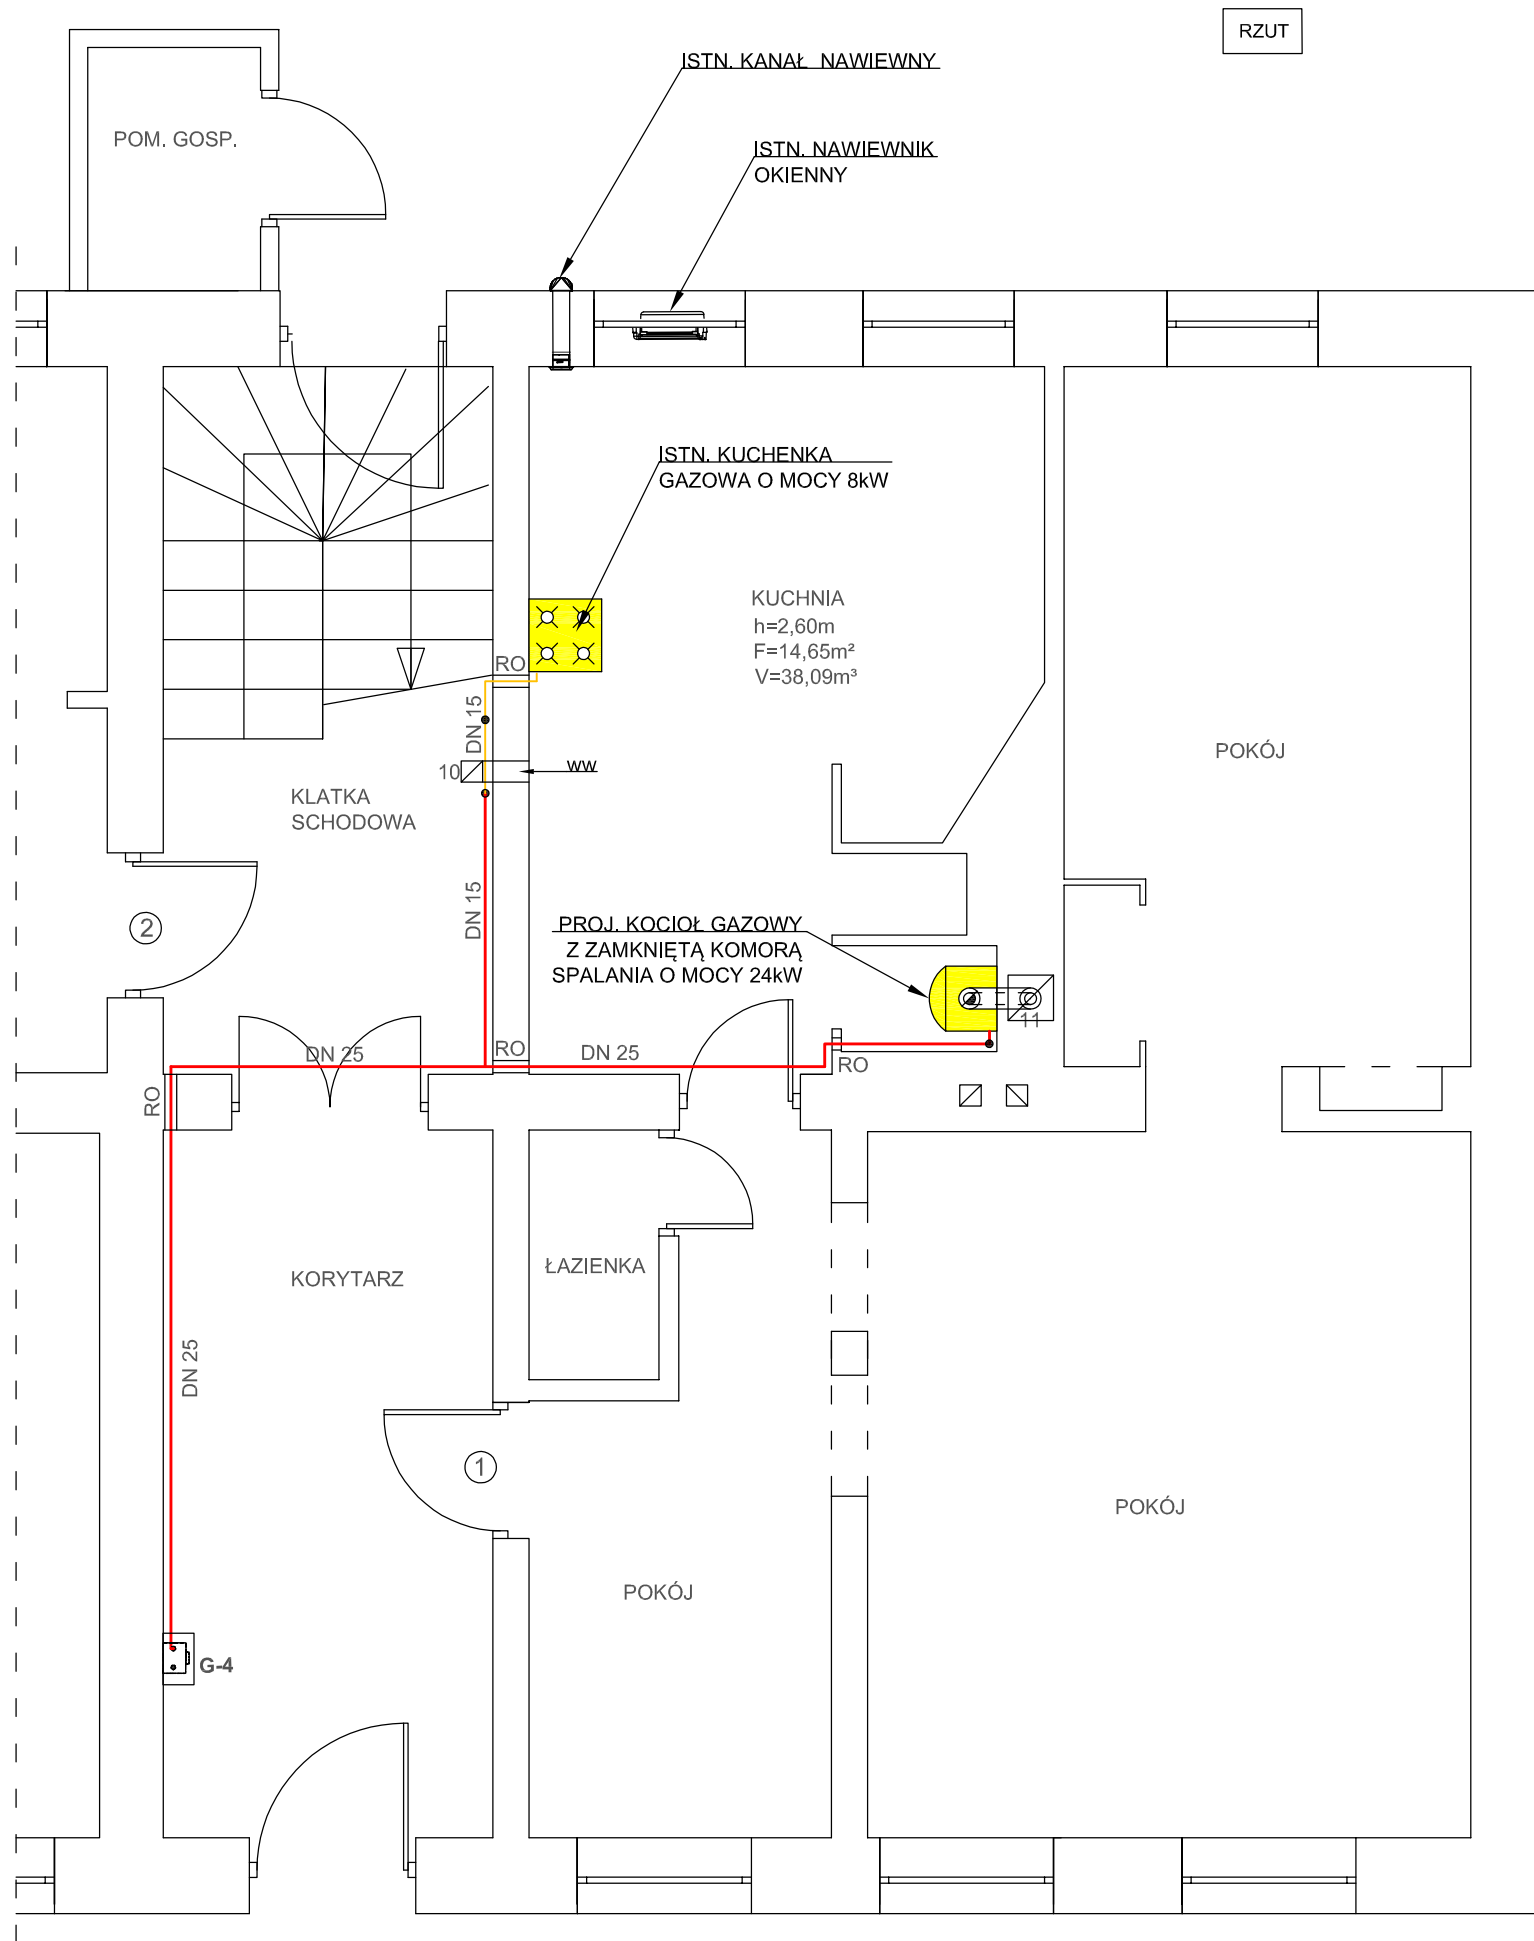 RZUT
ISTN. KANAŁ NAWIEWNY
POM. GOSP.
ISTN. NAWIEWNIK
OKIENNY
ISTN. KUCHENKA
GAZOWA O MOCY 8kW
KUCHNIA
h=2,60m
F=14,65m²
V=38,09m³
RO
DN 15
POKÓJ
10
ww
KLATKA
SCHODOWA
DN 15
2
PROJ. KOCIOŁ GAZOWY
Z ZAMKNIĘTĄ KOMORĄ
SPALANIA O MOCY 24kW
11
DN 25
RO
DN 25
RO
RO
KORYTARZ
ŁAZIENKA
DN 25
1
POKÓJ
POKÓJ
G-4